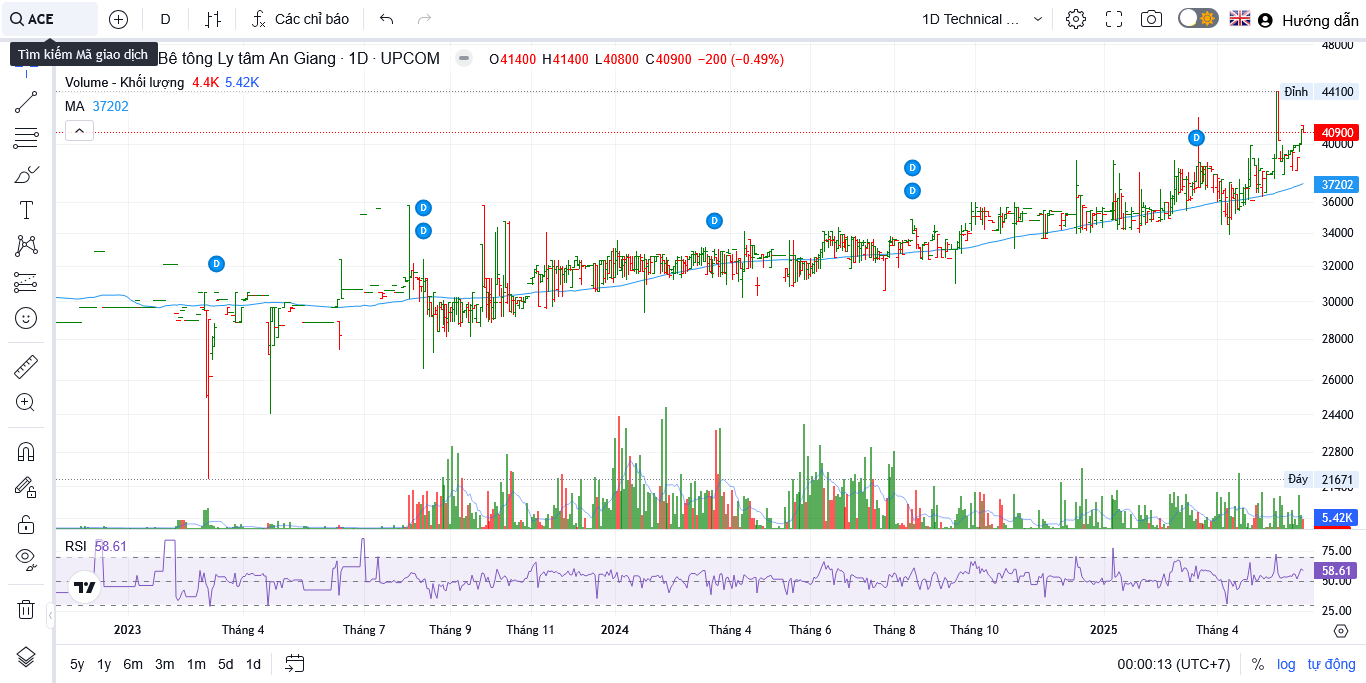 ACE
D
Các chỉ báo
1D Technical ...
Hướng dẫn
Tìm kiếm Mã giao dịch
Bê tông Ly tâm An Giang · 1D · UPCOM
O41400 H41400 L40800 C40900 −200 (−0.49%)
Volume - Khối lượng 4.4K 5.42K
MA 37202
48000
Đỉnh 44100
40900
40000
37202
36000
34000
32000
30000
28000
26000
24400
22800
Đáy 21671
21400
5.42K
D
D
D
D
D
D
D
RSI 58.61
75.00
58.61
50.00
25.00
2023 Tháng 4 Tháng 7 Tháng 9 Tháng 11 2024 Tháng 4 Tháng 6 Tháng 8 Tháng 10 2025 Tháng 4
5y 1y 6m 3m 1m 5d 1d
00:00:13 (UTC+7) % log tự động